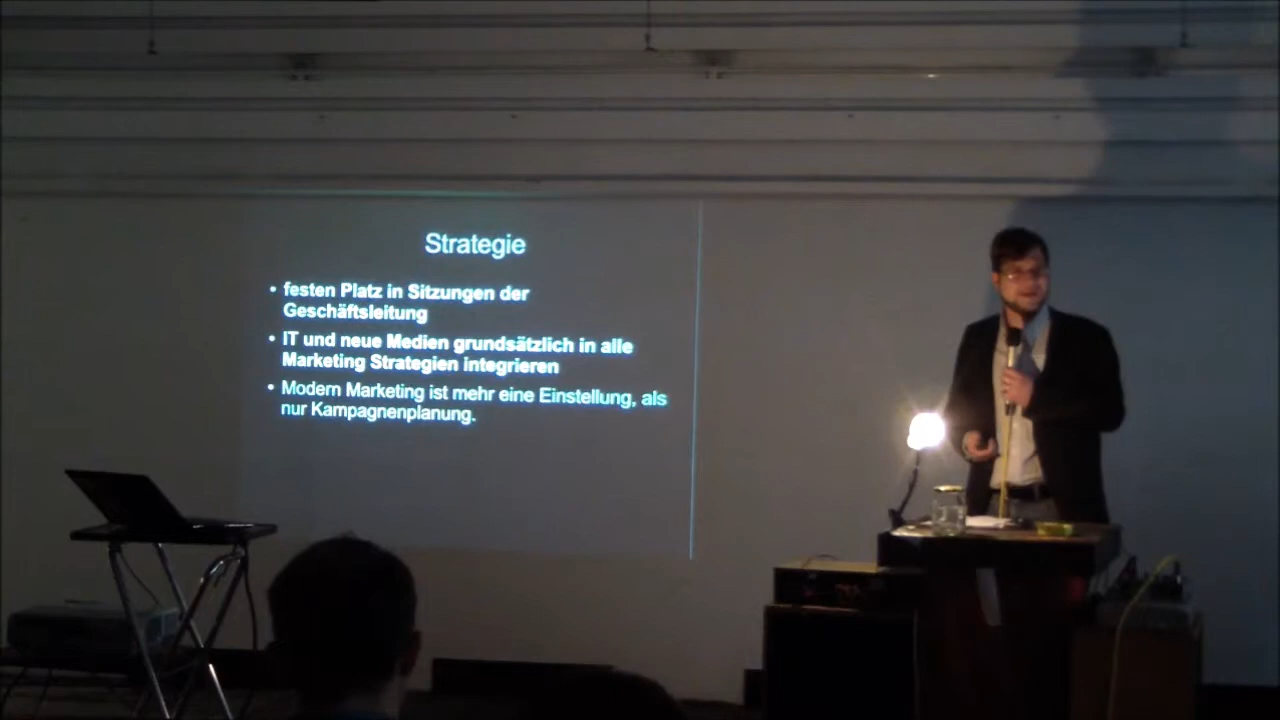 Strategie
• festen Platz in Sitzungen der
Geschäftsleitung
• IT und neue Medien grundsätzlich in alle
Marketing Strategien integrieren
• Modern Marketing ist mehr eine Einstellung, als
nur Kampagnenplanung.